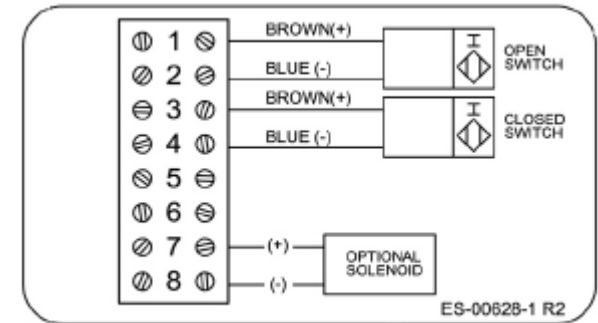 1 BROWN(+)
OPEN
SWITCH
2 BLUE (-)
3 BROWN(+)
CLOSED
SWITCH
4 BLUE (-)
5
6
7 (+)
OPTIONAL
SOLENOID
8 (-)
ES-00628-1 R2